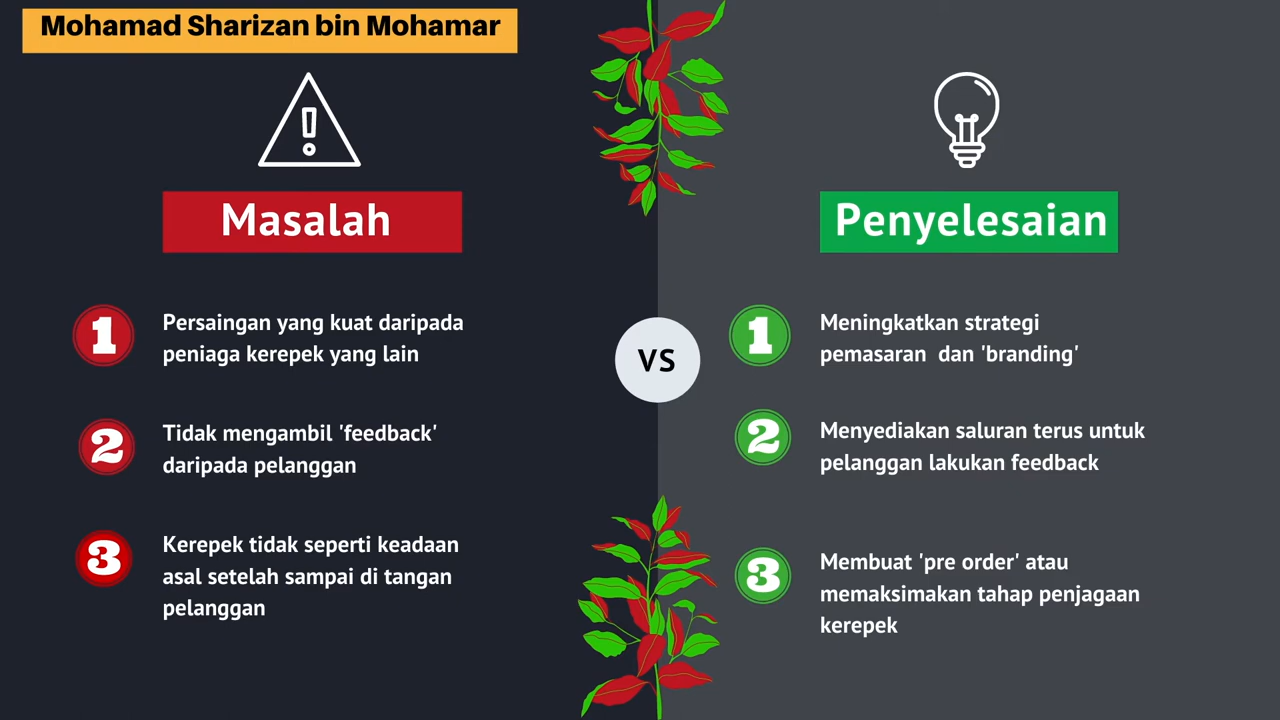 Mohamad Sharizan bin Mohamar
Masalah
1
Persaingan yang kuat daripada
peniaga kerepek yang lain
2
Tidak mengambil 'feedback'
daripada pelanggan
3
Kerepek tidak seperti keadaan
asal setelah sampai di tangan
pelanggan
VS
Penyelesaian
1
Meningkatkan strategi
pemasaran  dan 'branding'
2
Menyediakan saluran terus untuk
pelanggan lakukan feedback
3
Membuat 'pre order' atau
memaksimakan tahap penjagaan
kerepek